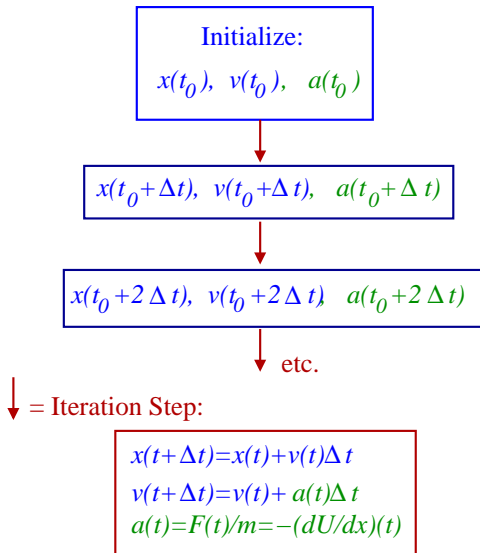 Initialize:
x(t₀), v(t₀), a(t₀)
x(t₀+Δt), v(t₀+Δt), a(t₀+Δt)
x(t₀+2Δt), v(t₀+2Δt), a(t₀+2Δt)
etc.
= Iteration Step:
x(t+Δt)=x(t)+v(t)Δt
v(t+Δt)=v(t)+a(t)Δt
a(t)=F(t)/m=−(dU/dx)(t)